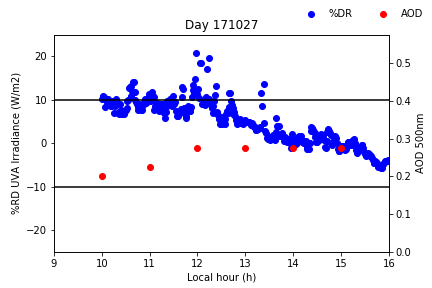 %DR AOD
Day 171027
%RD UVA Irradiance (W/m2)
20
10
0
−10
−20
0.5
0.4
0.3
0.2
0.1
0.0
AOD 500nm
9 10 11 12 13 14 15 16
Local hour (h)